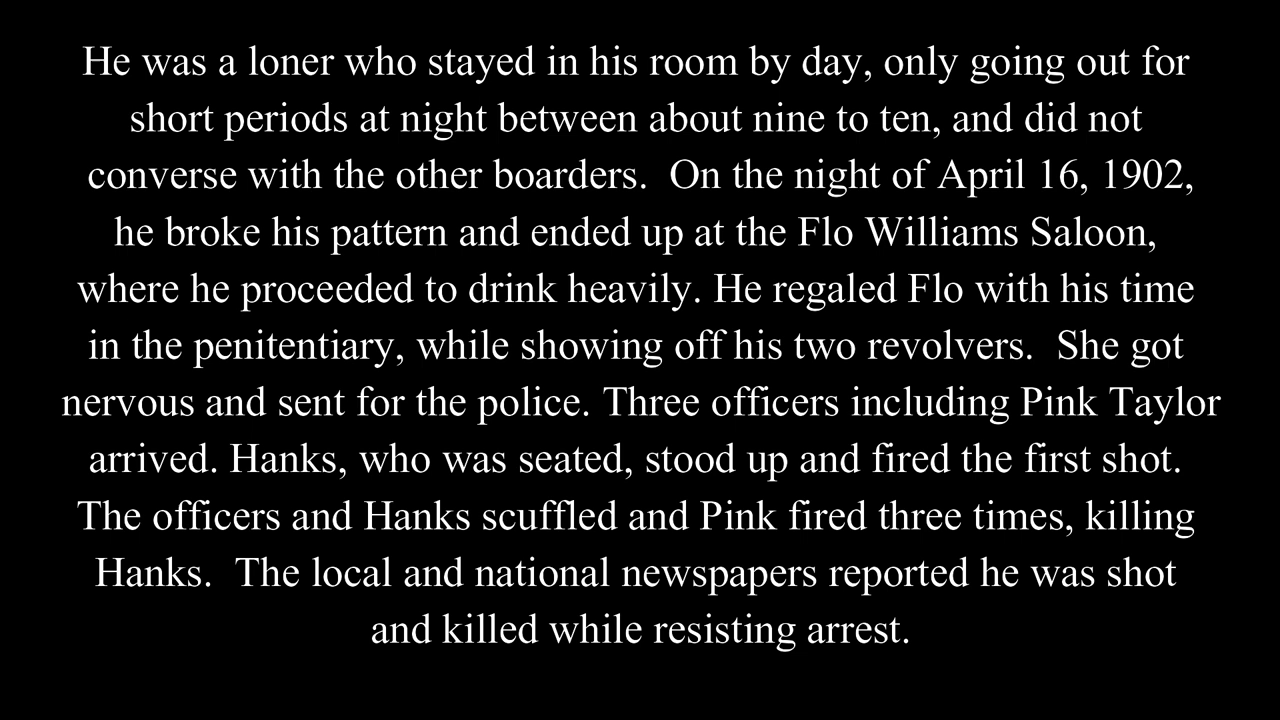 He was a loner who stayed in his room by day, only going out for
short periods at night between about nine to ten, and did not
converse with the other boarders.  On the night of April 16, 1902,
he broke his pattern and ended up at the Flo Williams Saloon,
where he proceeded to drink heavily. He regaled Flo with his time
in the penitentiary, while showing off his two revolvers.  She got
nervous and sent for the police. Three officers including Pink Taylor
arrived. Hanks, who was seated, stood up and fired the first shot.
The officers and Hanks scuffled and Pink fired three times, killing
Hanks.  The local and national newspapers reported he was shot
and killed while resisting arrest.